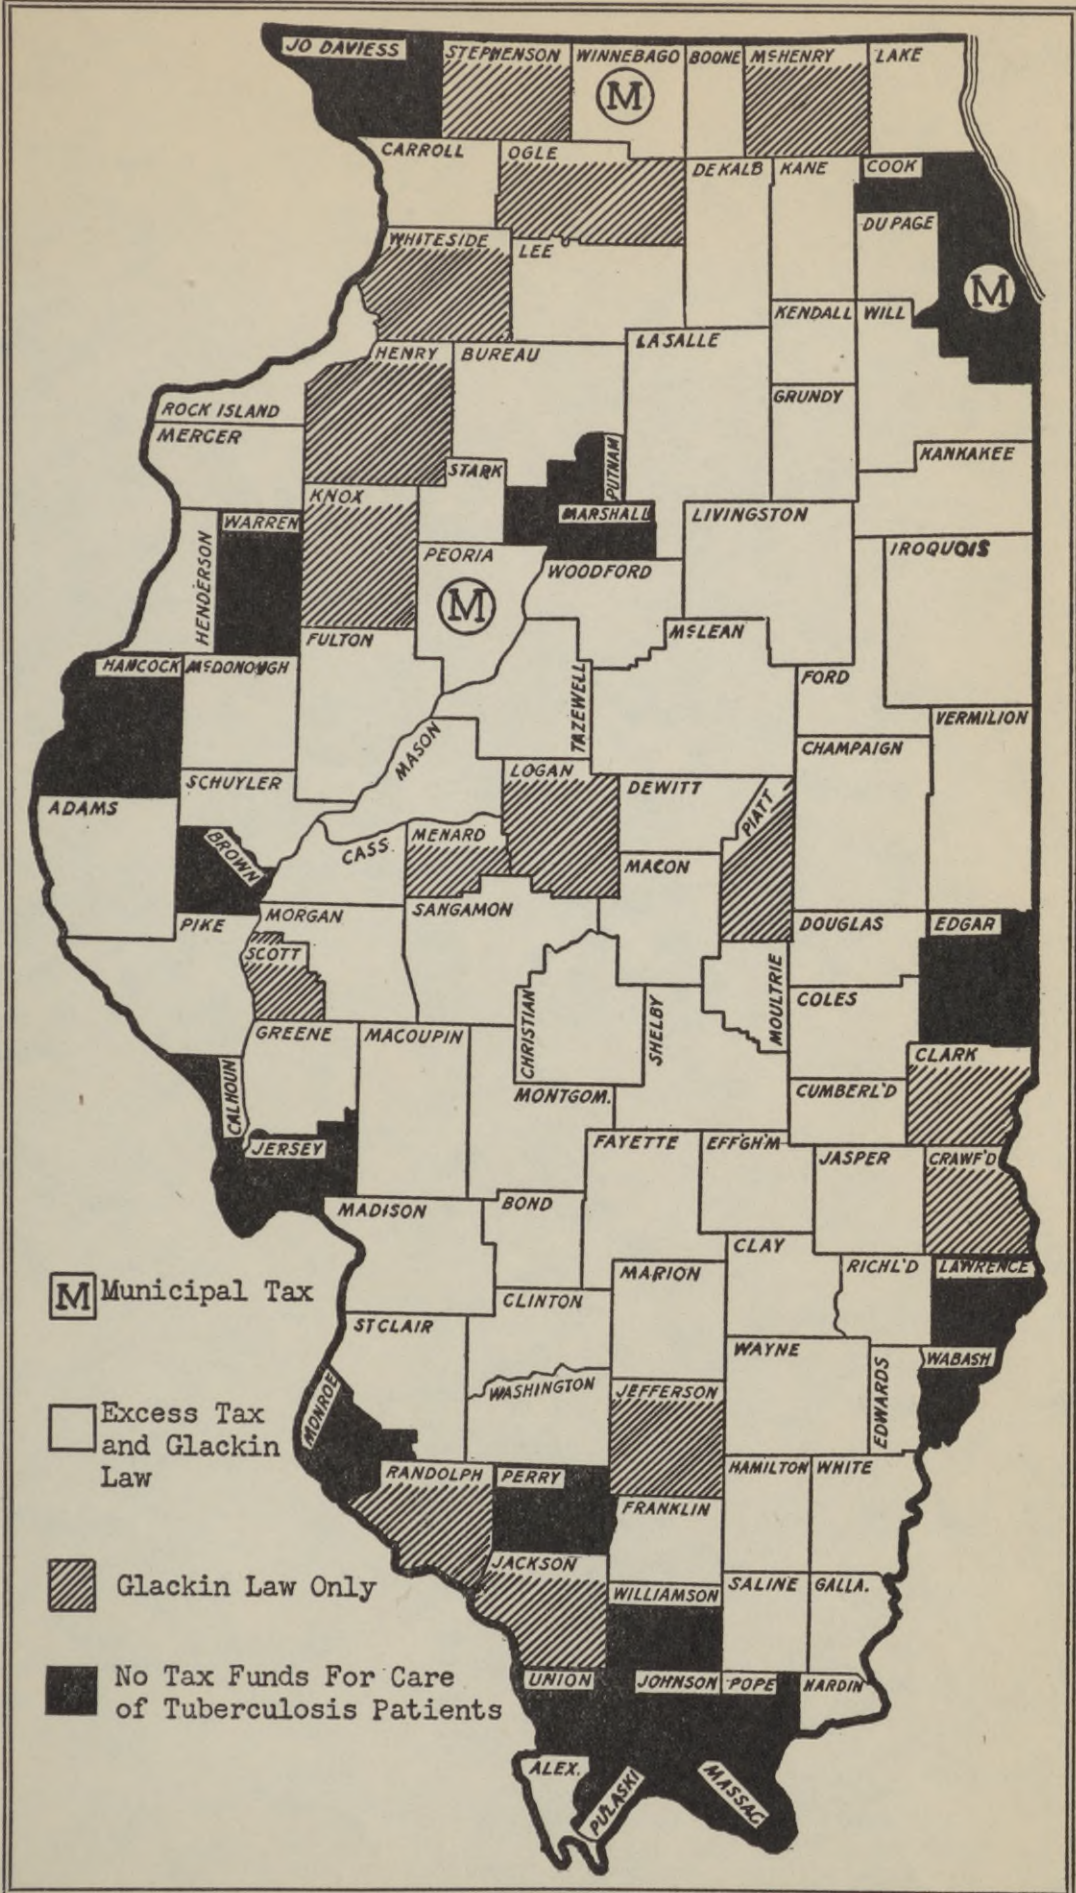 JO DAVIESS
STEPHENSON
WINNEBAGO
BOONE
McHENRY
LAKE
M
CARROLL
OGLE
DEKALB
KANE
COOK
DU PAGE
WHITESIDE
LEE
M
KENDALL
WILL
LASALLE
HENRY
BUREAU
GRUNDY
ROCK ISLAND
MERCER
KANKAKEE
STARK
PUTNAM
KNOX
MARSHALL
LIVINGSTON
WARREN
HENDERSON
PEORIA
M
WOODFORD
IROQUOIS
FULTON
McLEAN
HANCOCK
McDONOUGH
FORD
TAZEWELL
VERMILION
MASON
CHAMPAIGN
SCHUYLER
LOGAN
DEWITT
PIATT
ADAMS
BROWN
CASS
MENARD
MACON
PIKE
MORGAN
SANGAMON
DOUGLAS
EDGAR
SCOTT
MOULTRIE
CHRISTIAN
SHELBY
COLES
GREENE
MACOUPIN
CLARK
CALHOUN
MONTGOM.
CUMBERL'D
JERSEY
FAYETTE
EFF'GH'M
JASPER
CRAWF'D
MADISON
BOND
CLAY
RICHL'D
LAWRENCE
MARION
M Municipal Tax
CLINTON
ST CLAIR
WAYNE
EDWARDS
WABASH
WASHINGTON
JEFFERSON
MONROE
Excess Tax
and Glackin
Law
RANDOLPH
PERRY
HAMILTON
WHITE
FRANKLIN
JACKSON
Glackin Law Only
WILLIAMSON
SALINE
GALLA.
No Tax Funds For Care
of Tuberculosis Patients
UNION
JOHNSON
POPE
HARDIN
ALEX.
PULASKI
MASSAC